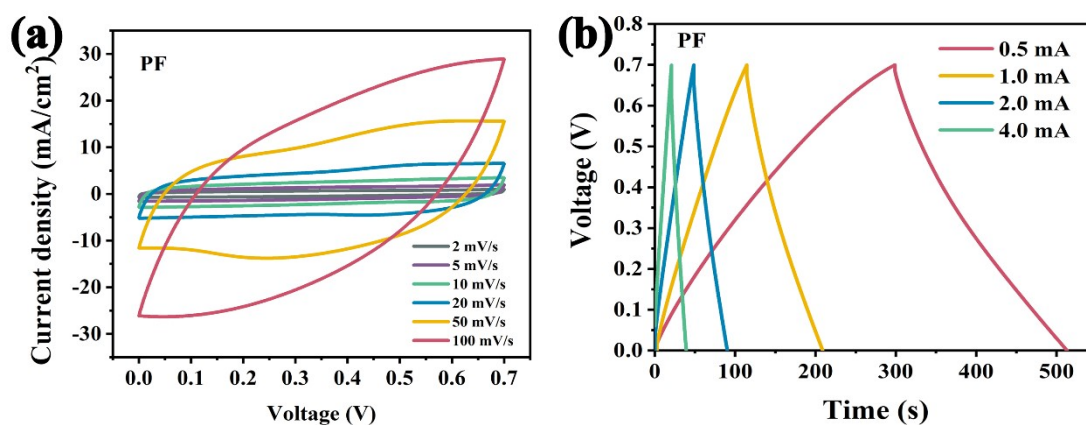 (a)
PF
Current density (mA/cm²)
30
20
10
0
-10
-20
-30
2 mV/s
5 mV/s
10 mV/s
20 mV/s
50 mV/s
100 mV/s
0.0 0.1 0.2 0.3 0.4 0.5 0.6 0.7
Voltage (V)
(b)
PF
0.5 mA
1.0 mA
2.0 mA
4.0 mA
Voltage (V)
0.8
0.7
0.6
0.5
0.4
0.3
0.2
0.1
0.0
0 100 200 300 400 500
Time (s)